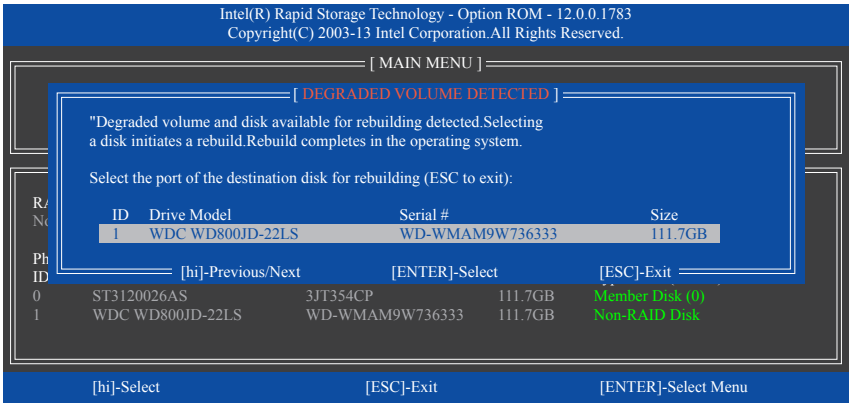 Intel(R) Rapid Storage Technology - Option ROM - 12.0.0.1783
Copyright(C) 2003-13 Intel Corporation.All Rights Reserved.
[ MAIN MENU ]
[ DEGRADED VOLUME DETECTED ]
"Degraded volume and disk available for rebuilding detected.Selecting
a disk initiates a rebuild.Rebuild completes in the operating system.
Select the port of the destination disk for rebuilding (ESC to exit):
ID Drive Model Serial # Size
1 WDC WD800JD-22LS WD-WMAM9W736333 111.7GB
[hi]-Previous/Next [ENTER]-Select [ESC]-Exit
Ph
ID
0 ST3120026AS 3JT354CP 111.7GB Member Disk (0)
1 WDC WD800JD-22LS WD-WMAM9W736333 111.7GB Non-RAID Disk
[hi]-Select [ESC]-Exit [ENTER]-Select Menu